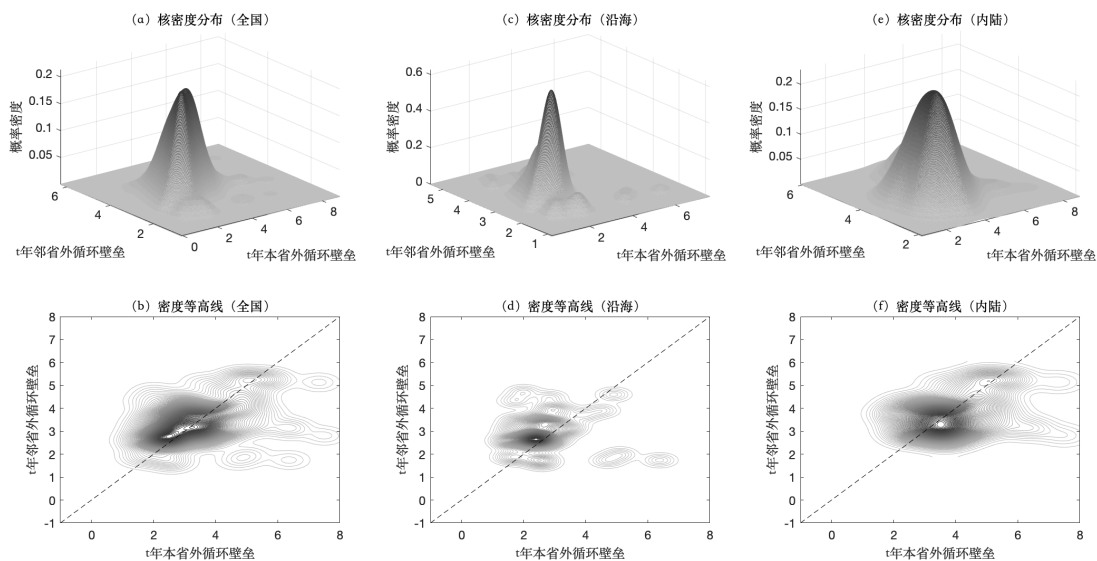 （a）核密度分布（全国）
0.2
0.15
0.1
0.05
概率密度
6
4
2
0
2
4
6
8
t年邻省外循环壁垒
t年本省外循环壁垒
（c）核密度分布（沿海）
0.6
0.4
0.2
0
概率密度
5
4
3
2
1
2
4
6
t年邻省外循环壁垒
t年本省外循环壁垒
（e）核密度分布（内陆）
0.2
0.15
0.1
0.05
概率密度
6
4
2
2
4
6
8
t年邻省外循环壁垒
t年本省外循环壁垒
（b）密度等高线（全国）
8
7
6
5
4
3
2
1
0
-1
t年邻省外循环壁垒
0 2 4 6 8
t年本省外循环壁垒
（d）密度等高线（沿海）
8
7
6
5
4
3
2
1
0
-1
t年邻省外循环壁垒
0 2 4 6 8
t年本省外循环壁垒
（f）密度等高线（内陆）
8
7
6
5
4
3
2
1
0
-1
t年邻省外循环壁垒
0 2 4 6 8
t年本省外循环壁垒